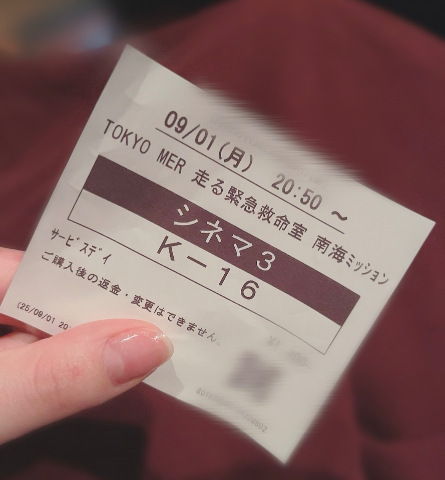 09/01(月) 20:50 ～
TOKYO MER 走る緊急救命室 南海ミッション
シネマ3
K－16
ｻｰﾋﾞｽﾃﾞｲ
ご購入後の返金・変更はできません。
(25/09/01 20